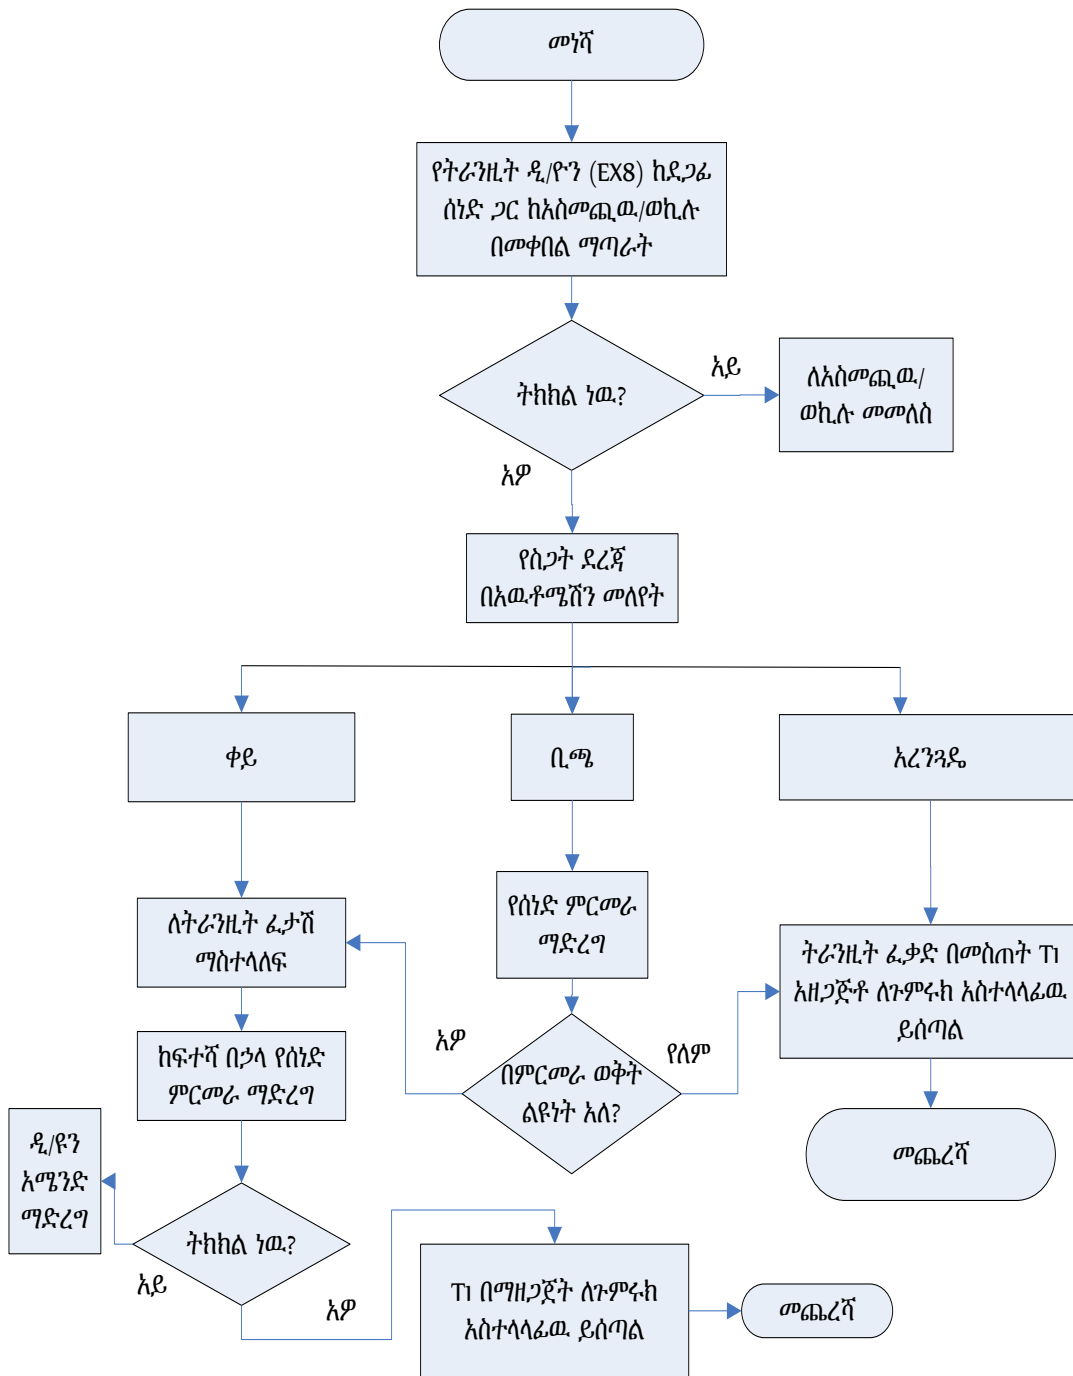 መነሻ
የትራንዚት ዲ/ዮን (EX8) ከደጋፊ
ሰነድ ጋር ከአስመጪዉ/ወኪሉ
በመቀበል ማጣራት
ትክክል ነዉ?
አይ
ለአስመጪዉ/
ወኪሉ መመለስ
አዎ
የስጋት ደረጃ
በአዉቶሜሽን መለየት
ቀይ
ቢጫ
አረንጓዴ
ለትራንዚት ፈታሽ
ማስተላለፍ
የሰነድ ምርመራ
ማድረግ
ትራንዚት ፈቃድ በመስጠት T1
አዘጋጅቶ ለጉምሩክ አስተላላፊዉ
ይሰጣል
አዎ
የለም
ከፍተሻ በኃላ የሰነድ
ምርመራ ማድረግ
በምርመራ ወቅት
ልዩነት አለ?
መጨረሻ
ዲ/ዩን
አሜንድ
ማድረግ
ትክክል ነዉ?
አይ
አዎ
T1 በማዘጋጀት ለጉምሩክ
አስተላላፊዉ ይሰጣል
መጨረሻ